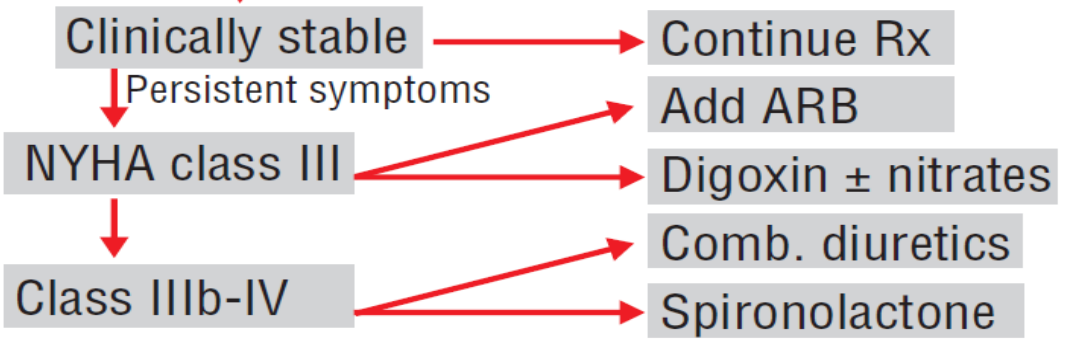 Clinically stable
Continue Rx
Persistent symptoms
Add ARB
NYHA class III
Digoxin ± nitrates
Comb. diuretics
Class IIIb-IV
Spironolactone